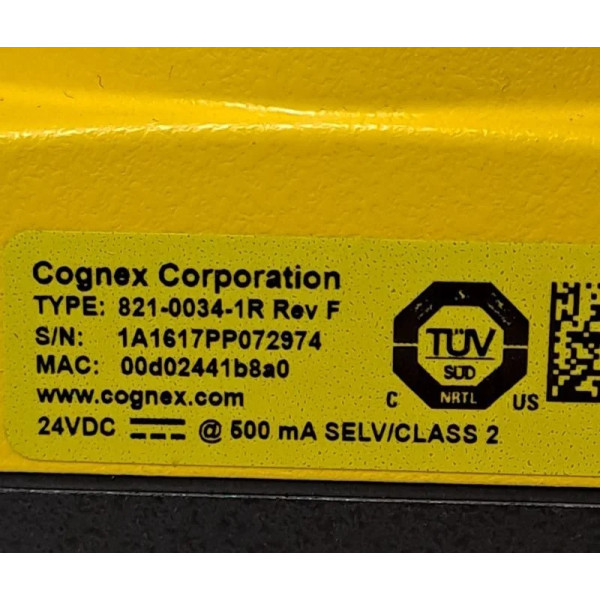 Cognex Corporation
TYPE: 821-0034-1R Rev F
S/N: 1A1617PP072974
MAC: 00d02441b8a0
www.cognex.com
24VDC @ 500 mA SELV/CLASS 2
TÜV
SÜD
NRTL
C US